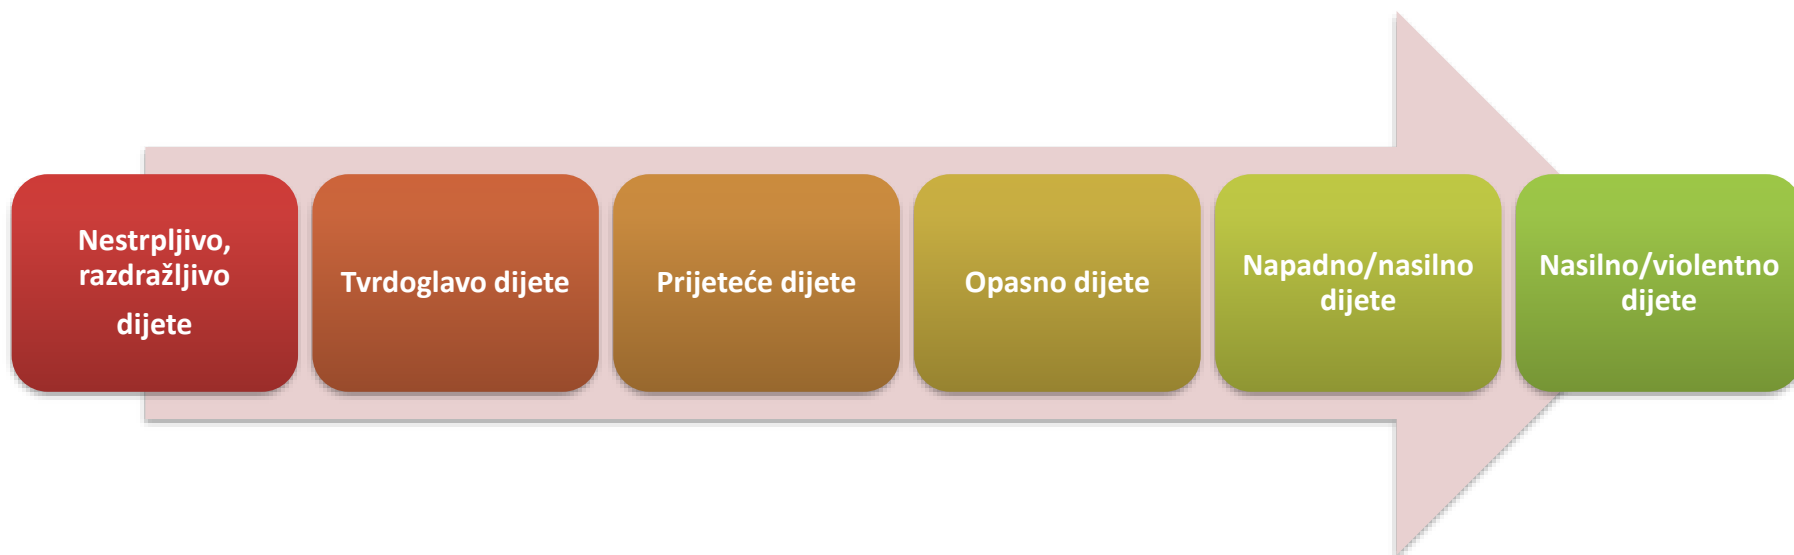 Nestrpljivo,
razdražljivo
dijete
Tvrdoglavo dijete
Prijeteće dijete
Opasno dijete
Napadno/nasilno
dijete
Nasilno/violentno
dijete